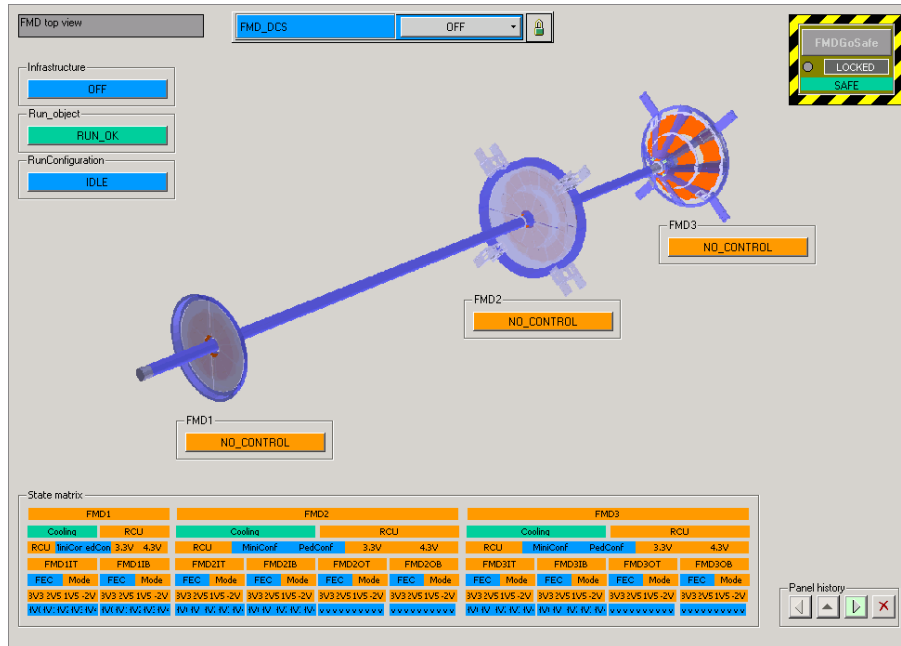 FMD top view
FMD_DCS OFF
FMDGoSafe
LOCKED
SAFE
Infrastructure
OFF
Run_object
RUN_OK
RunConfiguration
IDLE
FMD3
NO_CONTROL
FMD2
NO_CONTROL
FMD1
NO_CONTROL
State matrix
FMD1 FMD2 FMD3
Cooling RCU Cooling RCU Cooling RCU
RCU 3.3V 4.3V RCU MiniConf PedConf 3.3V 4.3V RCU MiniConf PedConf 3.3V 4.3V
FMD1IT FMD1IB FMD2IT FMD2IB FMD2OT FMD2OB FMD3IT FMD3IB FMD3OT FMD3OB
FEC Mode FEC Mode FEC Mode FEC Mode FEC Mode FEC Mode FEC Mode FEC Mode FEC Mode FEC Mode
Panel history